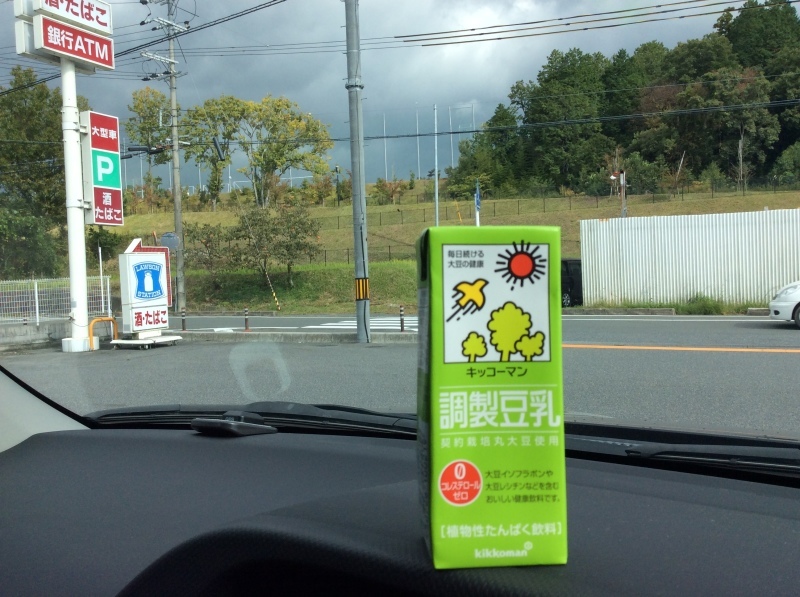 酒・たばこ
銀行ATM
大型車
P
酒
たばこ
LAWSON
STATION
酒・たばこ
毎日続ける
大豆の健康
キッコーマン
調製豆乳
契約栽培丸大豆使用
0
コレステロール
ゼロ
大豆イソフラボンや
大豆レシチンなどを含む
おいしい健康飲料です。
[植物性たんぱく飲料]
kikkoman